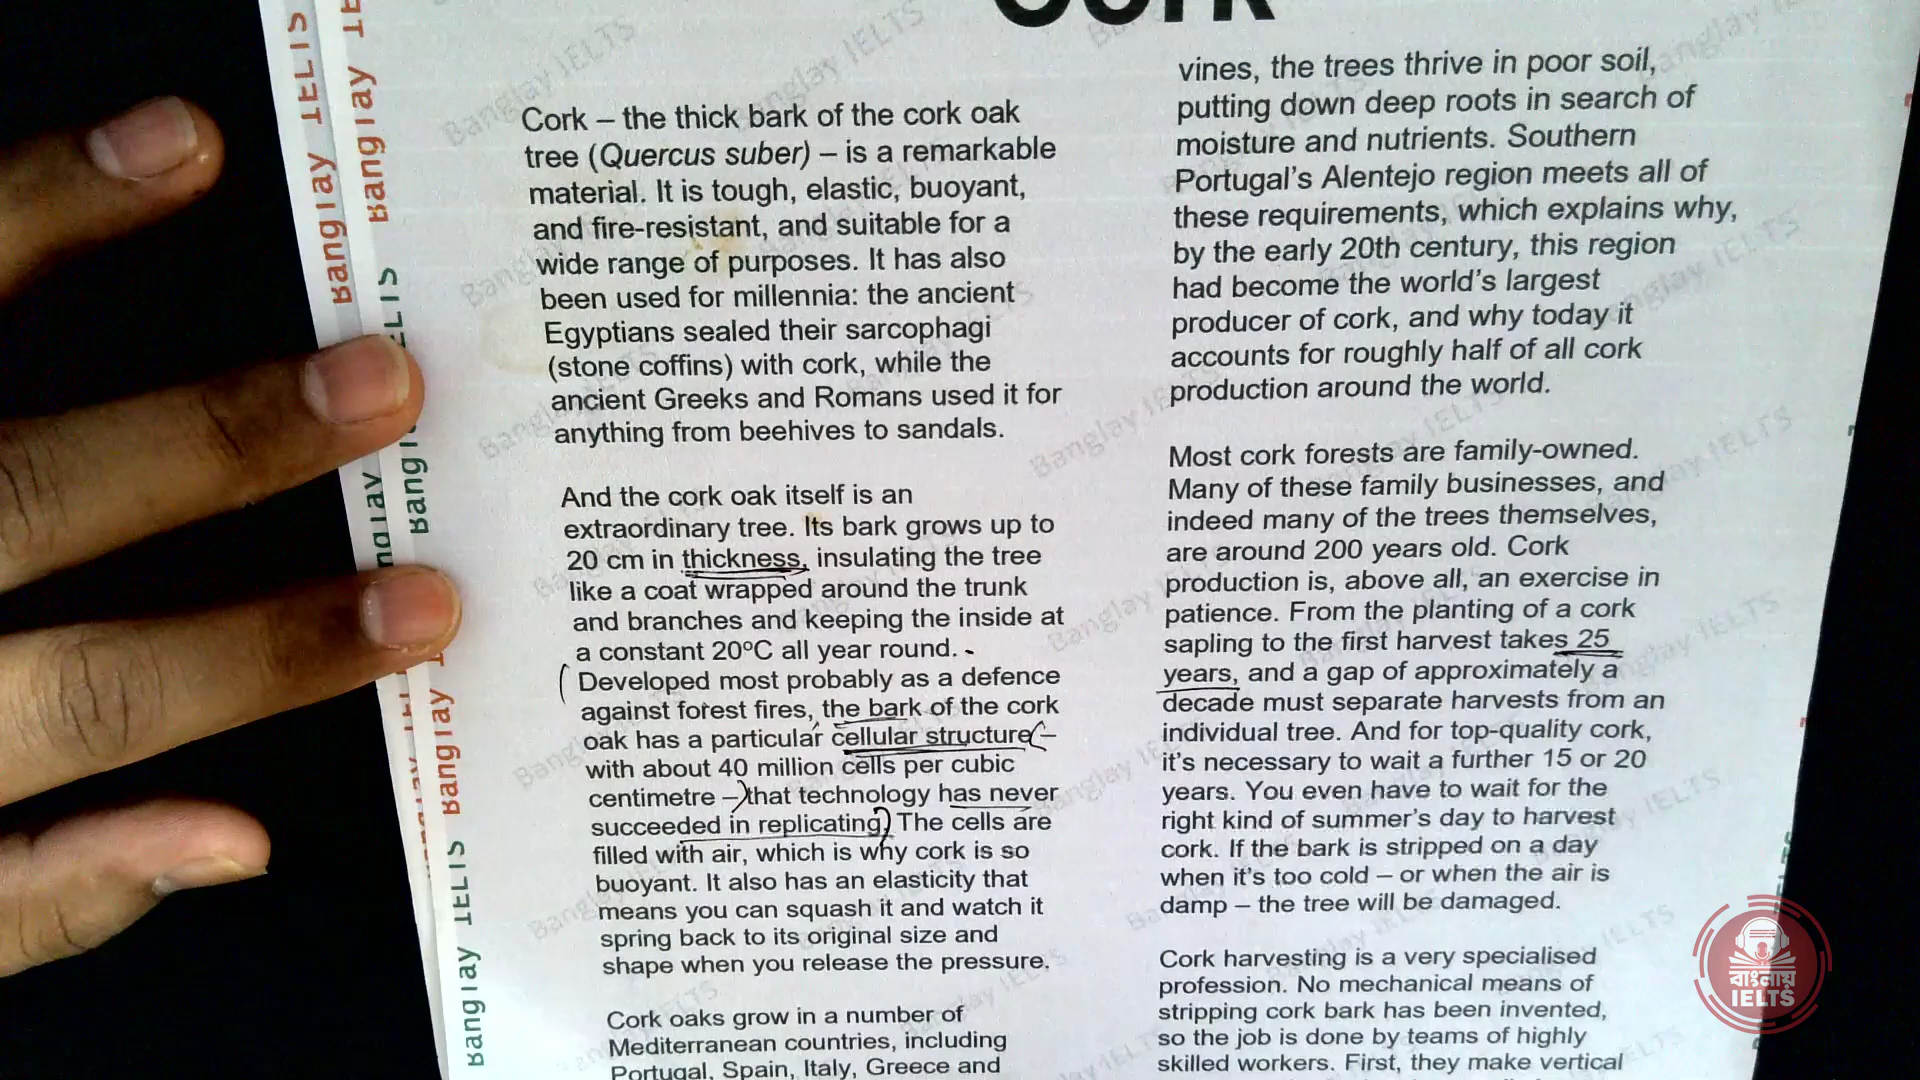 Cork
Cork – the thick bark of the cork oak
tree (Quercus suber) – is a remarkable
material. It is tough, elastic, buoyant,
and fire-resistant, and suitable for a
wide range of purposes. It has also
been used for millennia: the ancient
Egyptians sealed their sarcophagi
(stone coffins) with cork, while the
ancient Greeks and Romans used it for
anything from beehives to sandals.
And the cork oak itself is an
extraordinary tree. Its bark grows up to
20 cm in thickness, insulating the tree
like a coat wrapped around the trunk
and branches and keeping the inside at
a constant 20ºC all year round.
Developed most probably as a defence
against forest fires, the bark of the cork
oak has a particular cellular structure –
with about 40 million cells per cubic
centimetre – that technology has never
succeeded in replicating. The cells are
filled with air, which is why cork is so
buoyant. It also has an elasticity that
means you can squash it and watch it
spring back to its original size and
shape when you release the pressure.
Cork oaks grow in a number of
Mediterranean countries, including
Portugal, Spain, Italy, Greece and
vines, the trees thrive in poor soil,
putting down deep roots in search of
moisture and nutrients. Southern
Portugal's Alentejo region meets all of
these requirements, which explains why,
by the early 20th century, this region
had become the world's largest
producer of cork, and why today it
accounts for roughly half of all cork
production around the world.
Most cork forests are family-owned.
Many of these family businesses, and
indeed many of the trees themselves,
are around 200 years old. Cork
production is, above all, an exercise in
patience. From the planting of a cork
sapling to the first harvest takes 25
years, and a gap of approximately a
decade must separate harvests from an
individual tree. And for top-quality cork,
it's necessary to wait a further 15 or 20
years. You even have to wait for the
right kind of summer's day to harvest
cork. If the bark is stripped on a day
when it's too cold – or when the air is
damp – the tree will be damaged.
Cork harvesting is a very specialised
profession. No mechanical means of
stripping cork bark has been invented,
so the job is done by teams of highly
skilled workers. First, they make vertical
Banglay IELTS
Banglay IELTS
Banglay IELTS
Banglay IELTS
বাংলায়
IELTS